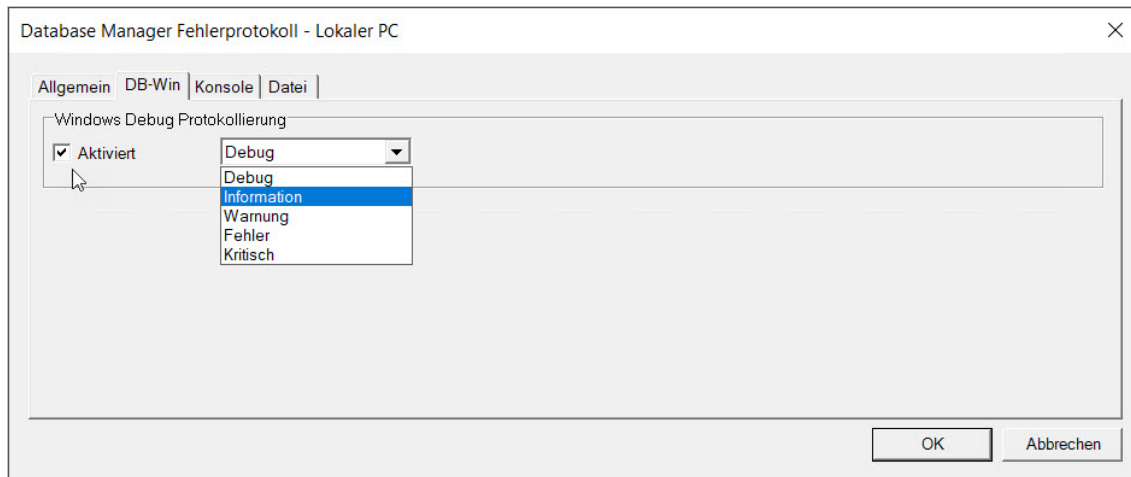 Database Manager Fehlerprotokoll - Lokaler PC
Allgemein DB-Win Konsole Datei
Windows Debug Protokollierung
Aktiviert Debug
Debug
Information
Warnung
Fehler
Kritisch
OK Abbrechen